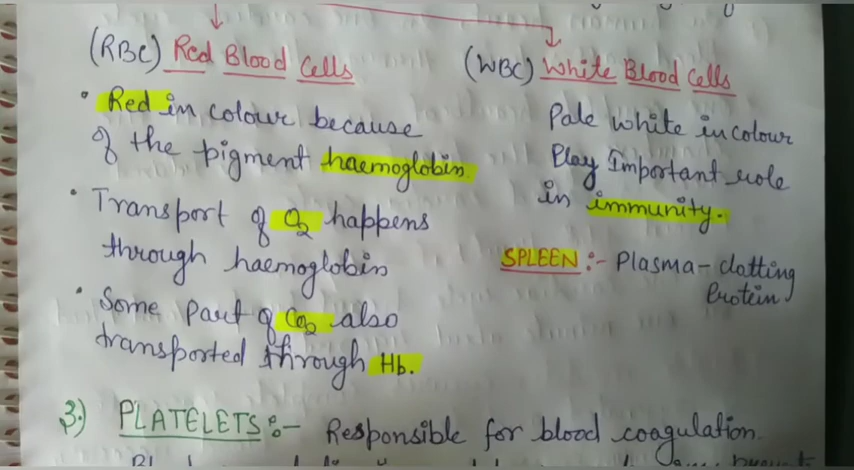 (RBC) Red Blood Cells
• Red in colour because
of the pigment haemoglobin.
• Transport of O2 happens
through haemoglobin
• Some part of CO2 also
transported through Hb.
(WBC) White Blood Cells
Pale white in colour
Play Important role
in immunity.
SPLEEN :- Plasma - clotting
Protein
3.) PLATELETS :- Responsible for blood coagulation.